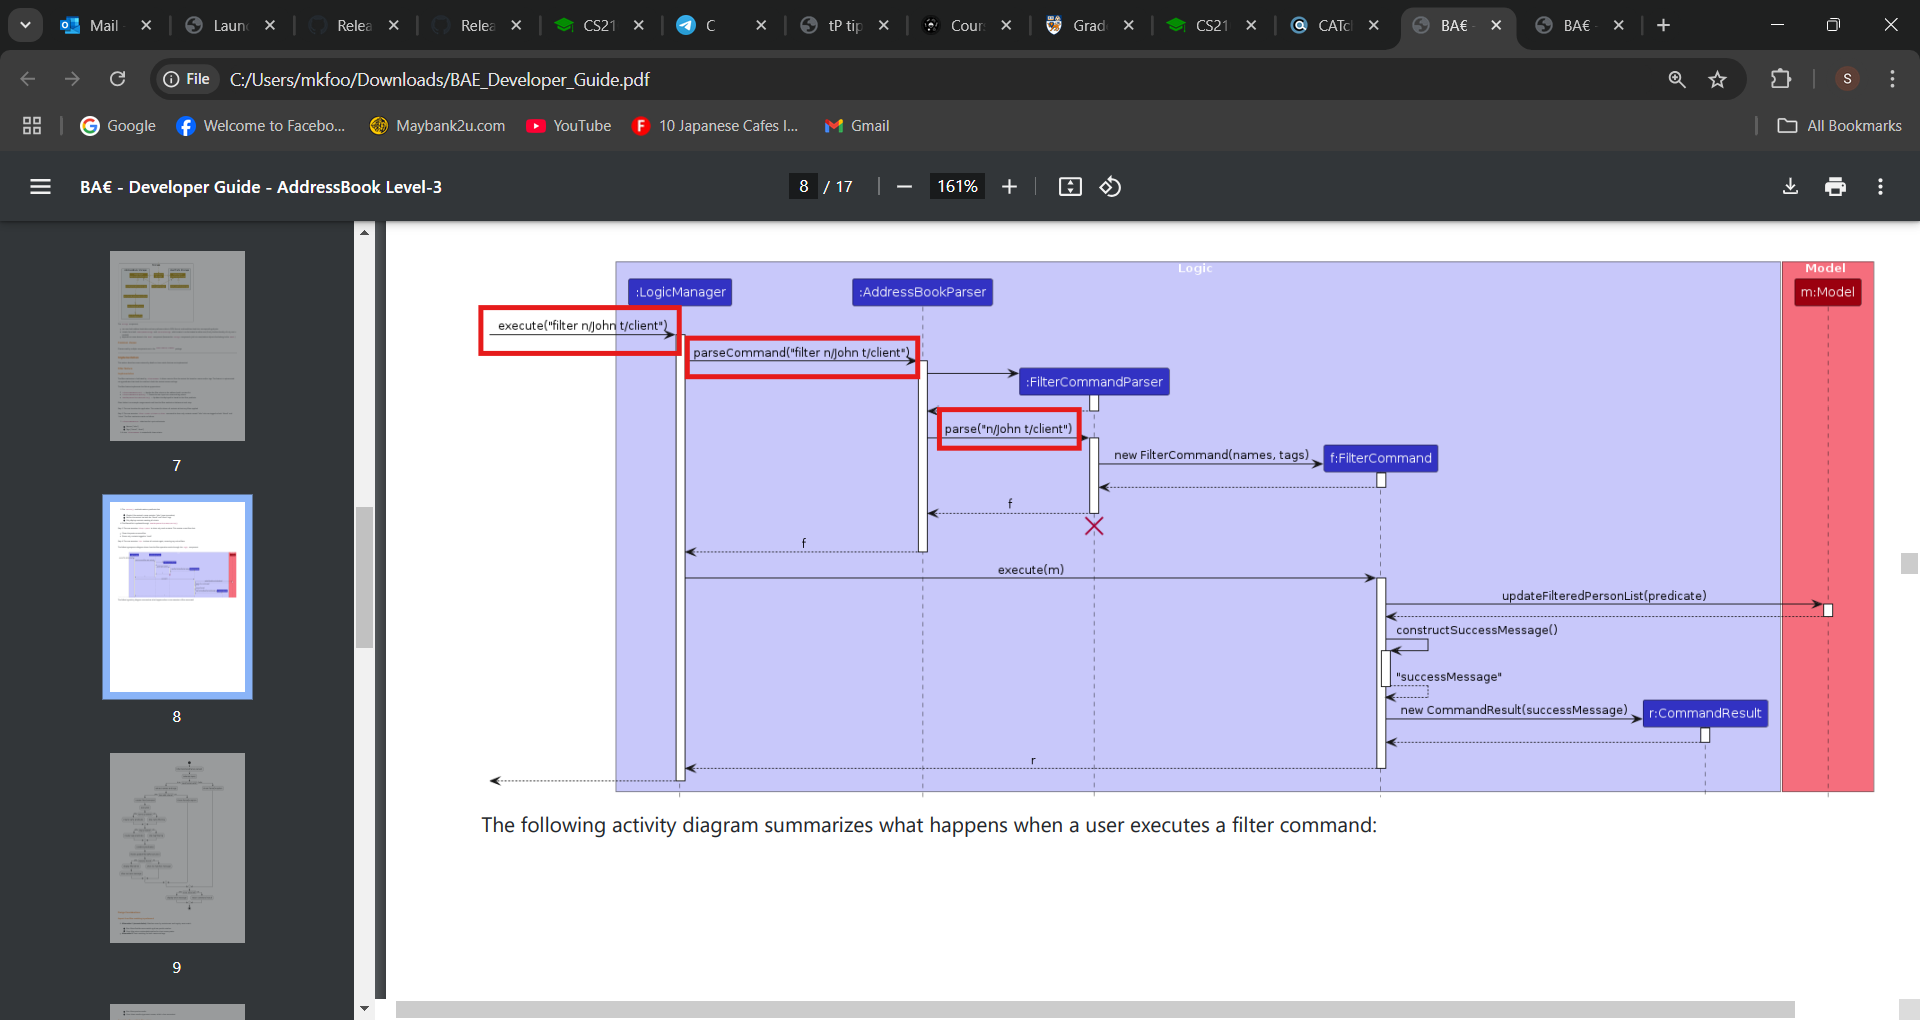 Mail
Laun
Relea
Relea
CS21
C
tP tip
Cour
Grad
CS21
CATc
BA€
BA€
File
C:/Users/mkfoo/Downloads/BAE_Developer_Guide.pdf
S
Google
Welcome to Facebo...
Maybank2u.com
YouTube
10 Japanese Cafes I...
Gmail
All Bookmarks
BA€ - Developer Guide - AddressBook Level-3
8 / 17
161%
7
8
9
Logic
Model
:LogicManager
:AddressBookParser
m:Model
execute("filter n/John t/client")
parseCommand("filter n/John t/client")
:FilterCommandParser
parse("n/John t/client")
new FilterCommand(names, tags)
f:FilterCommand
f
f
execute(m)
updateFilteredPersonList(predicate)
constructSuccessMessage()
"successMessage"
new CommandResult(successMessage)
r:CommandResult
r
The following activity diagram summarizes what happens when a user executes a filter command: